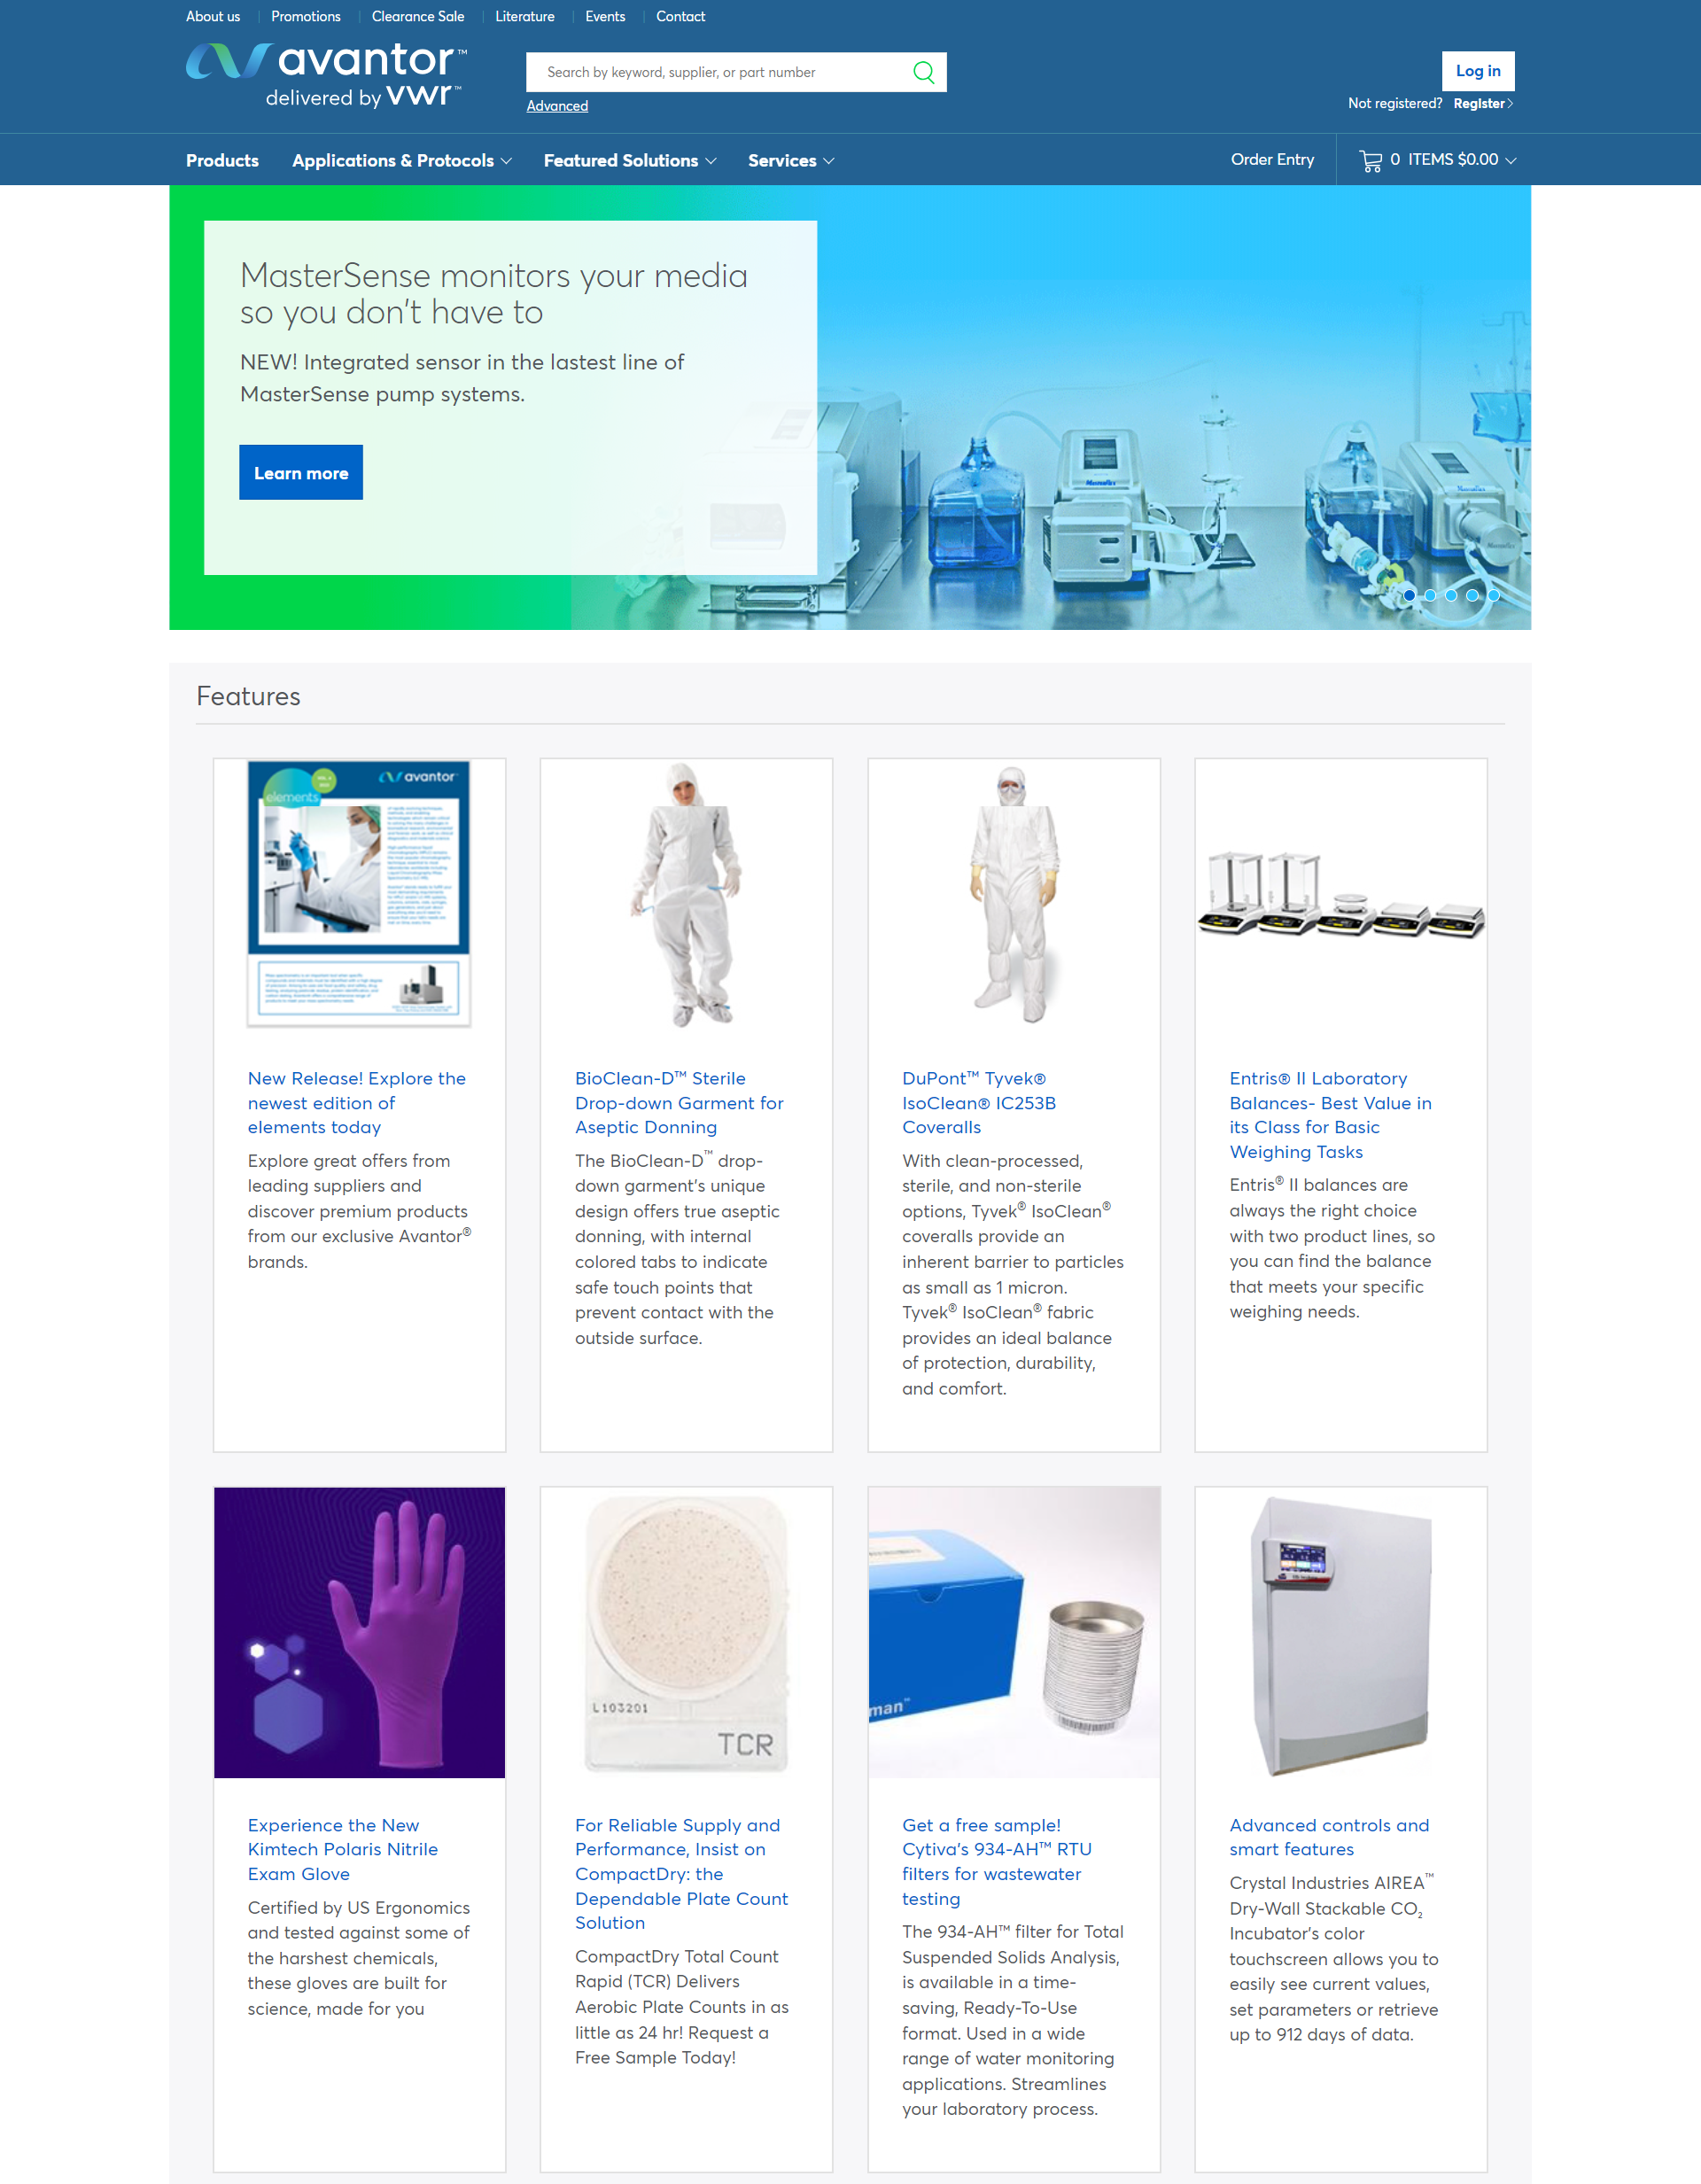 About us
Promotions
Clearance Sale
Literature
Events
Contact
avantor™
delivered by vwr™
Search by keyword, supplier, or part number
Advanced
Log in
Not registered? Register
Products
Applications & Protocols
Featured Solutions
Services
Order Entry
0 ITEMS $0.00
MasterSense monitors your media
so you don't have to
NEW! Integrated sensor in the lastest line of
MasterSense pump systems.
Learn more
Features
avantor
elements
New Release! Explore the
newest edition of
elements today
Explore great offers from
leading suppliers and
discover premium products
from our exclusive Avantor®
brands.
BioClean-D™ Sterile
Drop-down Garment for
Aseptic Donning
The BioClean-D™ drop-
down garment's unique
design offers true aseptic
donning, with internal
colored tabs to indicate
safe touch points that
prevent contact with the
outside surface.
DuPont™ Tyvek®
IsoClean® IC253B
Coveralls
With clean-processed,
sterile, and non-sterile
options, Tyvek® IsoClean®
coveralls provide an
inherent barrier to particles
as small as 1 micron.
Tyvek® IsoClean® fabric
provides an ideal balance
of protection, durability,
and comfort.
Entris® II Laboratory
Balances- Best Value in
its Class for Basic
Weighing Tasks
Entris® II balances are
always the right choice
with two product lines, so
you can find the balance
that meets your specific
weighing needs.
L103201
TCR
man™
Experience the New
Kimtech Polaris Nitrile
Exam Glove
Certified by US Ergonomics
and tested against some of
the harshest chemicals,
these gloves are built for
science, made for you
For Reliable Supply and
Performance, Insist on
CompactDry: the
Dependable Plate Count
Solution
CompactDry Total Count
Rapid (TCR) Delivers
Aerobic Plate Counts in as
little as 24 hr! Request a
Free Sample Today!
Get a free sample!
Cytiva's 934-AH™ RTU
filters for wastewater
testing
The 934-AH™ filter for Total
Suspended Solids Analysis,
is available in a time-
saving, Ready-To-Use
format. Used in a wide
range of water monitoring
applications. Streamlines
your laboratory process.
Advanced controls and
smart features
Crystal Industries AIREA™
Dry-Wall Stackable CO₂
Incubator's color
touchscreen allows you to
easily see current values,
set parameters or retrieve
up to 912 days of data.